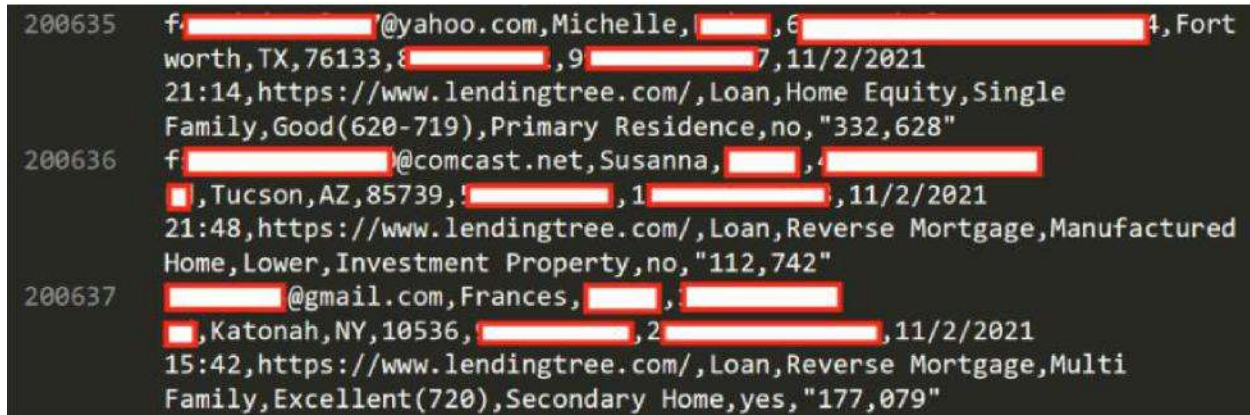 200635 f @yahoo.com,Michelle, ,6 4,Fort
worth,TX,76133,8 ,9 7,11/2/2021
21:14,https://www.lendingtree.com/,Loan,Home Equity,Single
Family,Good(620-719),Primary Residence,no,"332,628"
200636 f @comcast.net,Susanna, ,
,Tucson,AZ,85739, ,1 ,11/2/2021
21:48,https://www.lendingtree.com/,Loan,Reverse Mortgage,Manufactured
Home,Lower,Investment Property,no,"112,742"
200637 @gmail.com,Frances, ,
,Katonah,NY,10536, ,2 ,11/2/2021
15:42,https://www.lendingtree.com/,Loan,Reverse Mortgage,Multi
Family,Excellent(720),Secondary Home,yes,"177,079"